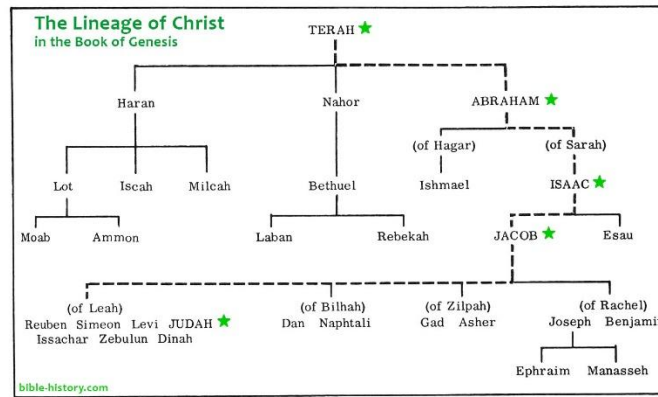 The Lineage of Christ
in the Book of Genesis
TERAH
Haran Nahor ABRAHAM
(of Hagar) (of Sarah)
Lot Iscah Milcah Bethuel Ishmael ISAAC
Moab Ammon Laban Rebekah JACOB Esau
(of Leah) (of Bilhah) (of Zilpah) (of Rachel)
Reuben Simeon Levi JUDAH Dan Naphtali Gad Asher Joseph Benjamin
Issachar Zebulun Dinah
Ephraim Manasseh
bible-history.com